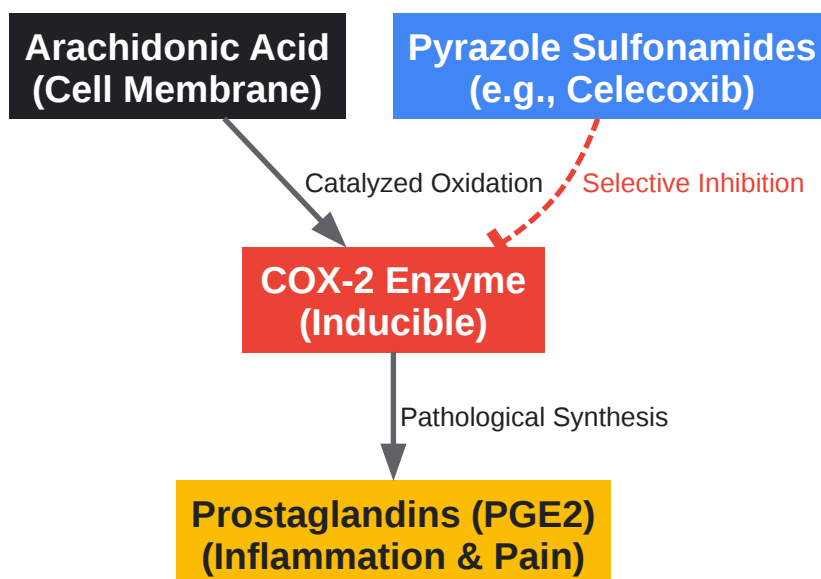 Arachidonic Acid
(Cell Membrane)
Pyrazole Sulfonamides
(e.g., Celecoxib)
Catalyzed Oxidation
Selective Inhibition
COX-2 Enzyme
(Inducible)
Pathological Synthesis
Prostaglandins (PGE2)
(Inflammation & Pain)